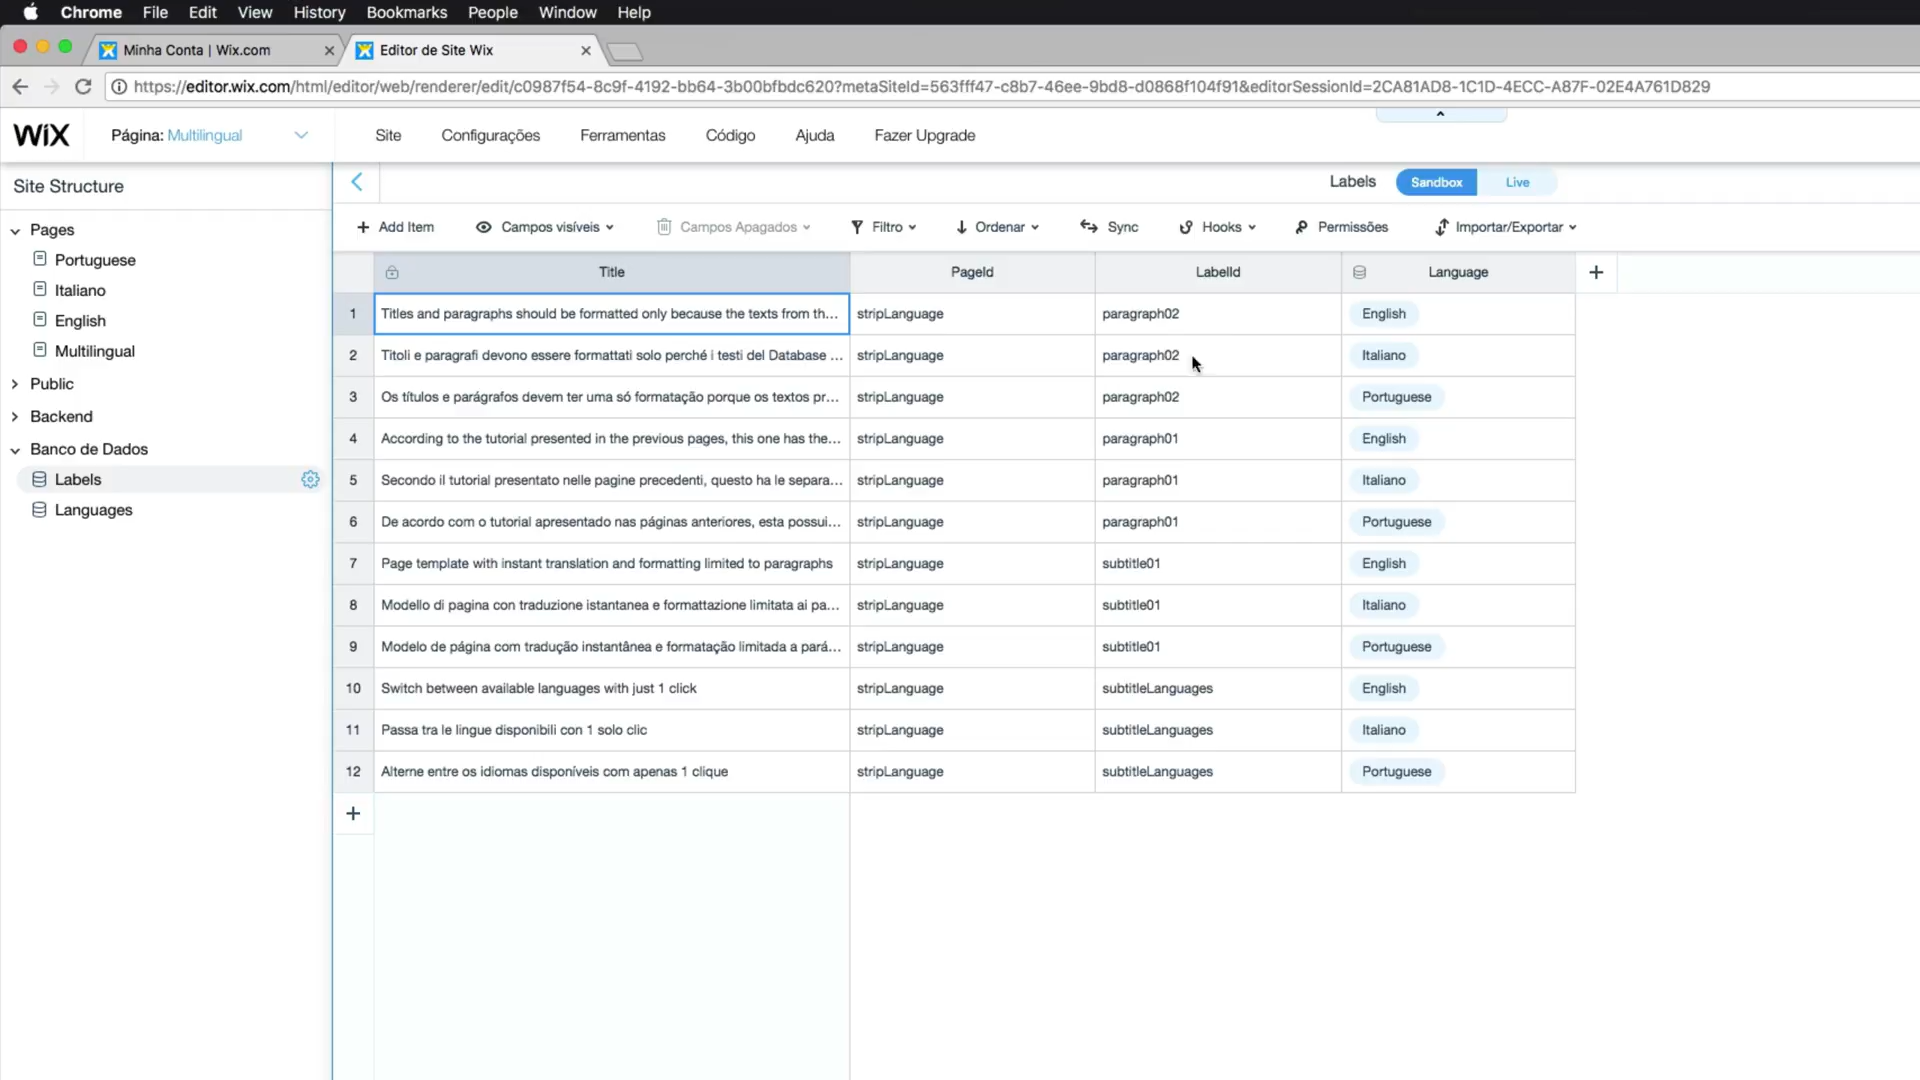 Chrome File Edit View History Bookmarks People Window Help
Minha Conta | Wix.com
Editor de Site Wix
https://editor.wix.com/html/editor/web/renderer/edit/c0987f54-8c9f-4192-bb64-3b00bfbdc620?metaSiteId=563fff47-c8b7-46ee-9bd8-d0868f104f91&editorSessionId=2CA81AD8-1C1D-4ECC-A87F-02E4A761D829
WiX Página: Multilingual Site Configurações Ferramentas Código Ajuda Fazer Upgrade
Site Structure
Pages
Portuguese
Italiano
English
Multilingual
Public
Backend
Banco de Dados
Labels
Languages
Labels Sandbox Live
Add Item Campos visíveis Campos Apagados Filtro Ordenar Sync Hooks Permissões Importar/Exportar
Title PageId LabelId Language
1 Titles and paragraphs should be formatted only because the texts from th... stripLanguage paragraph02 English
2 Titoli e paragrafi devono essere formattati solo perché i testi del Database ... stripLanguage paragraph02 Italiano
3 Os títulos e parágrafos devem ter uma só formatação porque os textos pr... stripLanguage paragraph02 Portuguese
4 According to the tutorial presented in the previous pages, this one has the... stripLanguage paragraph01 English
5 Secondo il tutorial presentato nelle pagine precedenti, questo ha le separa... stripLanguage paragraph01 Italiano
6 De acordo com o tutorial apresentado nas páginas anteriores, esta possui... stripLanguage paragraph01 Portuguese
7 Page template with instant translation and formatting limited to paragraphs stripLanguage subtitle01 English
8 Modello di pagina con traduzione istantanea e formattazione limitata ai pa... stripLanguage subtitle01 Italiano
9 Modelo de página com tradução instantânea e formatação limitada a pará... stripLanguage subtitle01 Portuguese
10 Switch between available languages with just 1 click stripLanguage subtitleLanguages English
11 Passa tra le lingue disponibili con 1 solo clic stripLanguage subtitleLanguages Italiano
12 Alterne entre os idiomas disponíveis com apenas 1 clique stripLanguage subtitleLanguages Portuguese